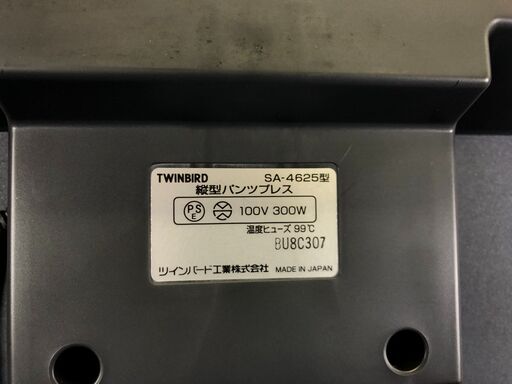 TWINBIRD SA-4625型
縦型パンツプレス
PS E 100V 300W
温度ヒューズ 99℃
BU8C307
ツインバード工業株式会社 MADE IN JAPAN